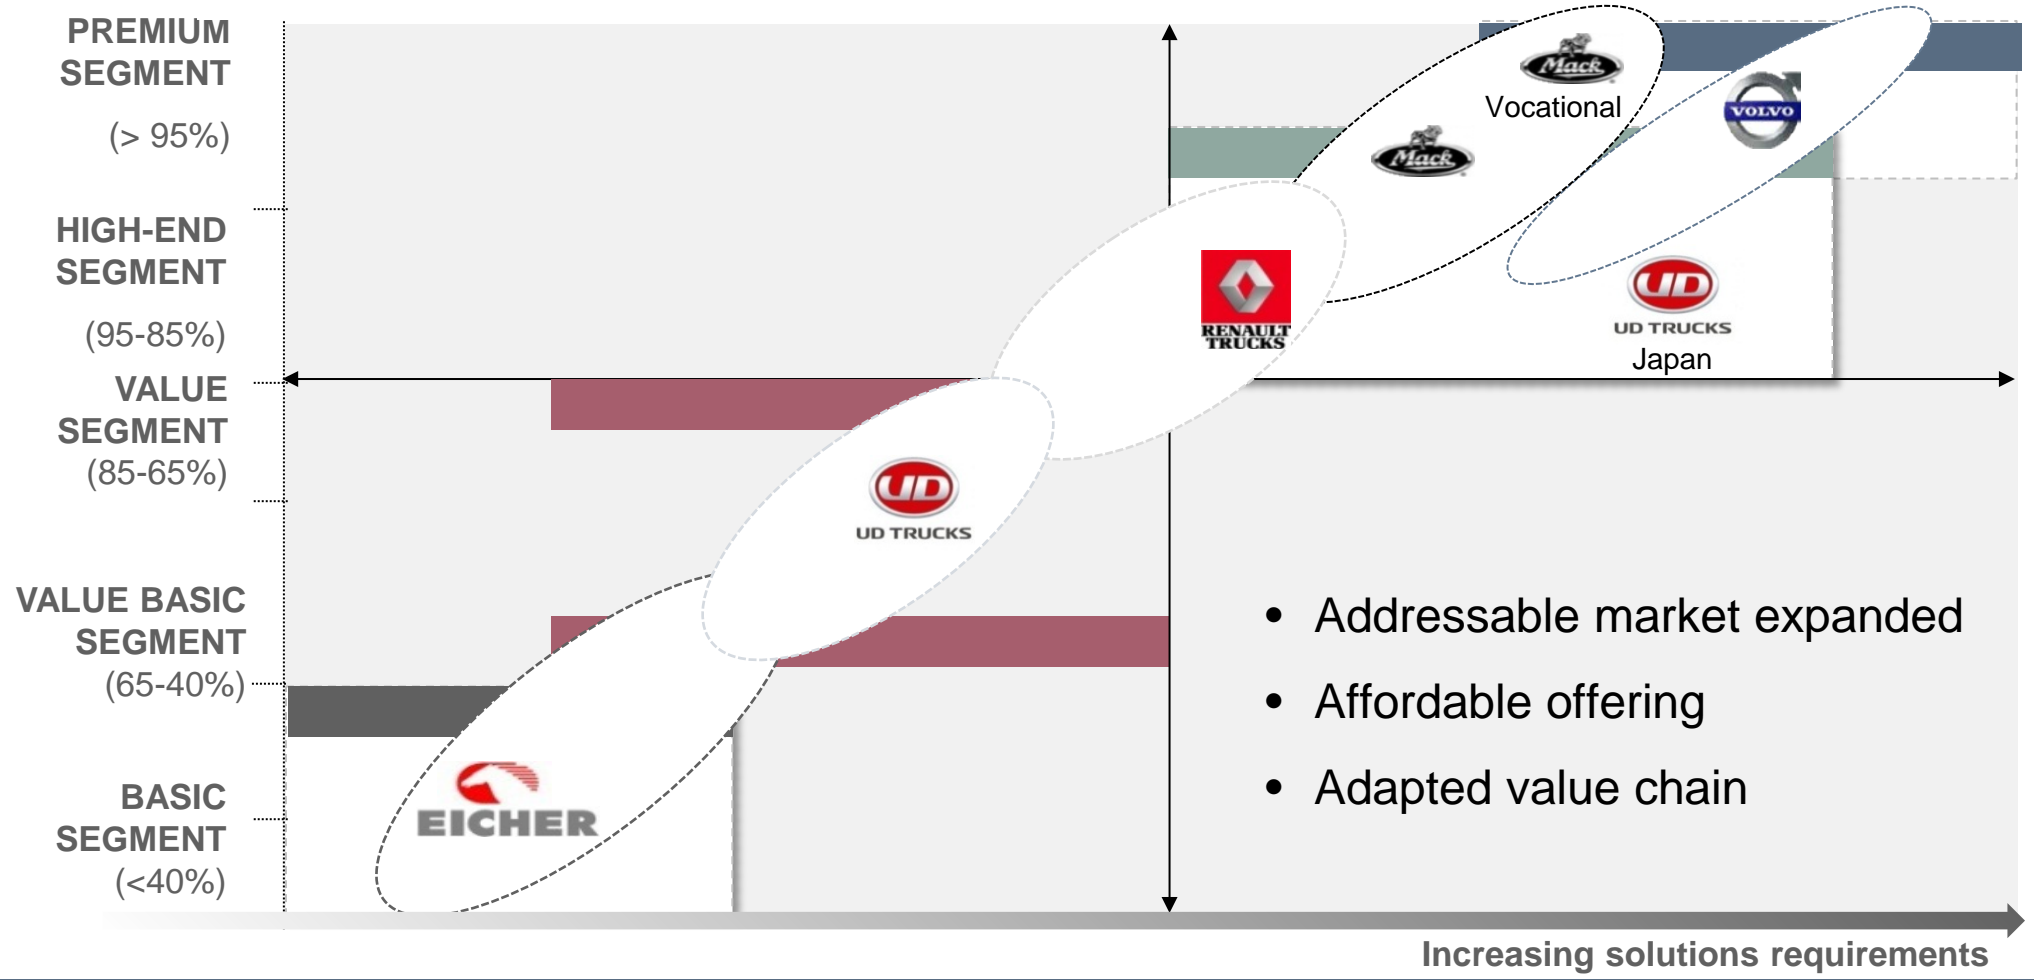 PREMIUM
SEGMENT
(> 95%)
HIGH-END
SEGMENT
(95-85%)
VALUE
SEGMENT
(85-65%)
VALUE BASIC
SEGMENT
(65-40%)
BASIC
SEGMENT
(<40%)
Mack
Vocational
Mack
VOLVO
RENAULT
TRUCKS
UD
UD TRUCKS
Japan
UD
UD TRUCKS
EICHER
• Addressable market expanded
• Affordable offering
• Adapted value chain
Increasing solutions requirements